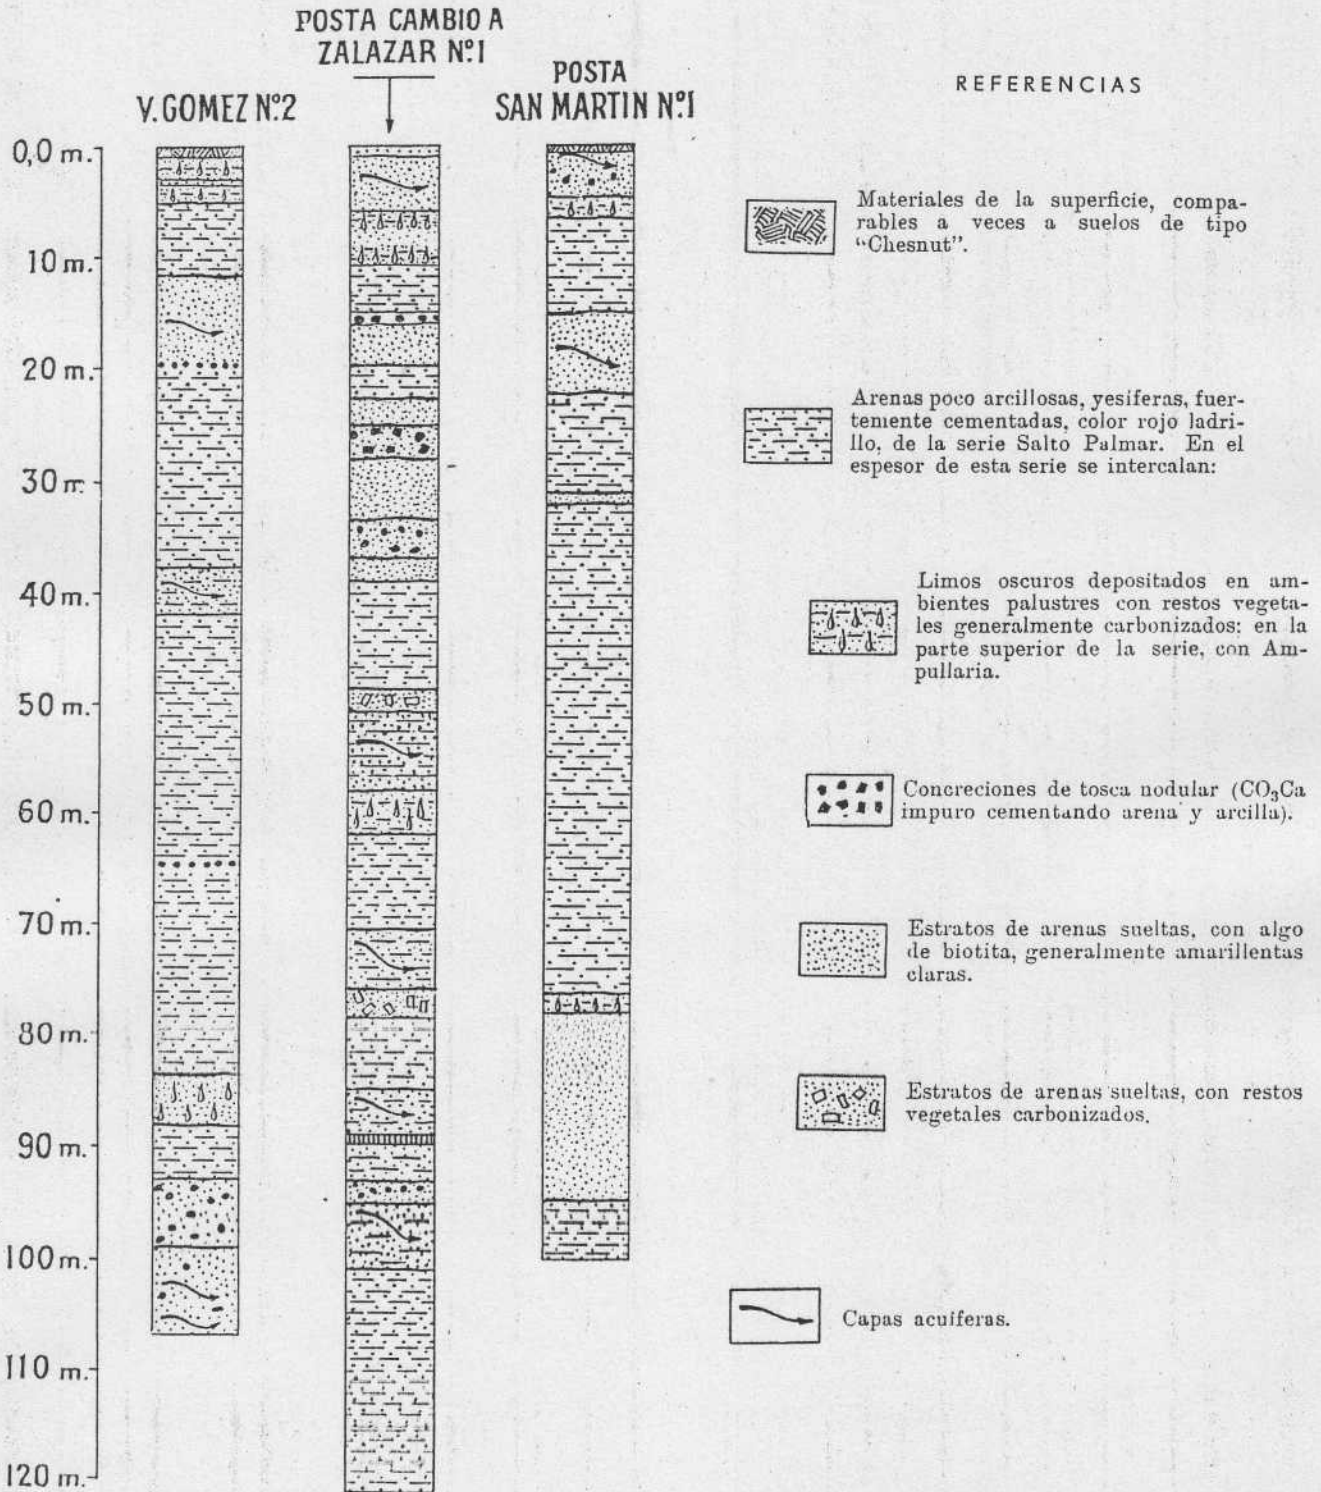 POSTA CAMBIO A
ZALAZAR Nº1
V. GOMEZ Nº2
POSTA
SAN MARTIN Nº1
0,0 m.
10 m.
20 m.
30 m.
40 m.
50 m.
60 m.
70 m.
80 m.
90 m.
100 m.
110 m.
120 m.
REFERENCIAS
Materiales de la superficie, compa-
rables a veces a suelos de tipo
“Chesnut”.
Arenas poco arcillosas, yesíferas, fuer-
temente cementadas, color rojo ladri-
llo, de la serie Salto Palmar. En el
espesor de esta serie se intercalan:
Limos oscuros depositados en am-
bientes palustres con restos vegeta-
les generalmente carbonizados: en la
parte superior de la serie, con Am-
pullaria.
Concreciones de tosca nodular (CO₃Ca
impuro cementando arena y arcilla).
Estratos de arenas sueltas, con algo
de biotita, generalmente amarillentas
claras.
Estratos de arenas sueltas, con restos
vegetales carbonizados.
Capas acuíferas.